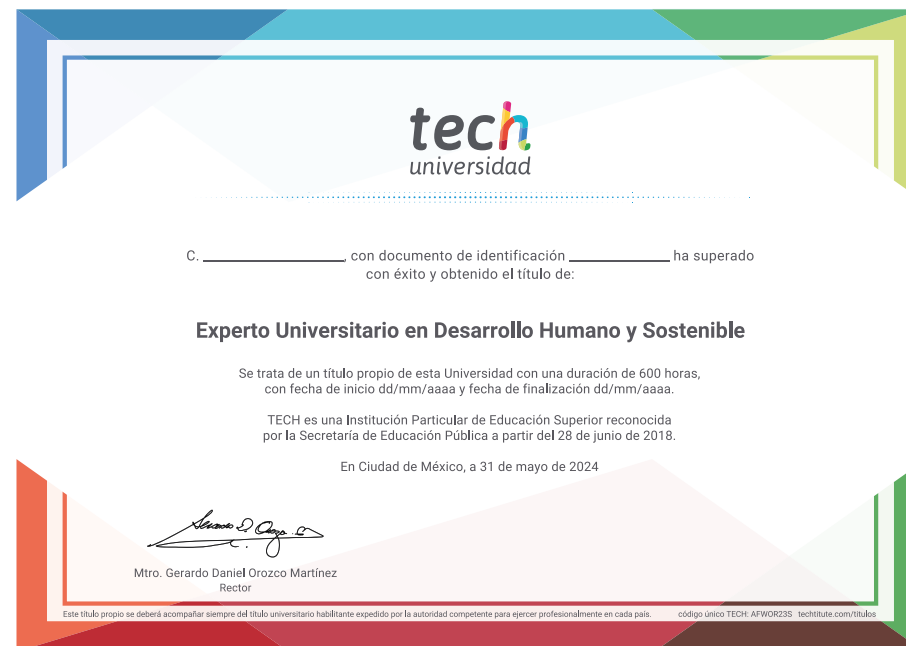 tech
universidad
C. ____________, con documento de identificación ____________ ha superado
con éxito y obtenido el título de:
Experto Universitario en Desarrollo Humano y Sostenible
Se trata de un título propio de esta Universidad con una duración de 600 horas,
con fecha de inicio dd/mm/aaaa y fecha de finalización dd/mm/aaaa.
TECH es una Institución Particular de Educación Superior reconocida
por la Secretaría de Educación Pública a partir del 28 de junio de 2018.
En Ciudad de México, a 31 de mayo de 2024
Mtro. Gerardo Daniel Orozco Martínez
Rector
Este título propio se deberá acompañar siempre del título universitario habilitante expedido por la autoridad competente para ejercer profesionalmente en cada país. código único TECH: AFWOR23S techtitute.com/titulos